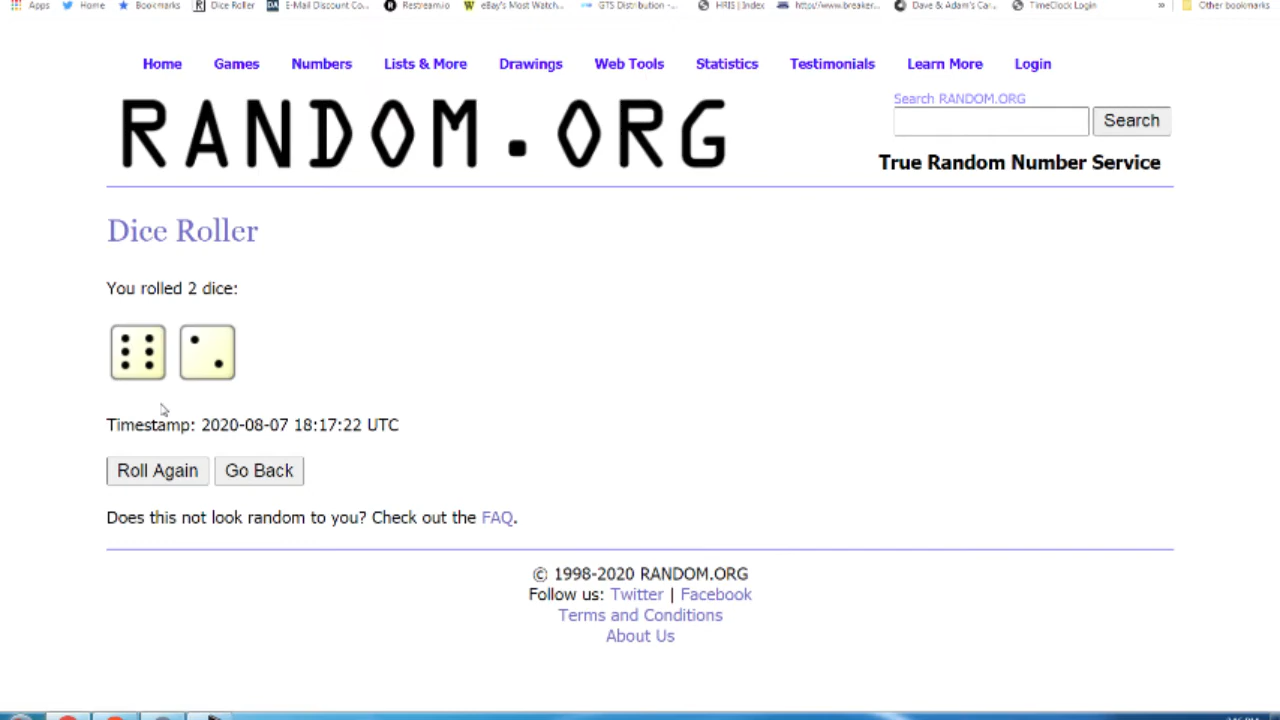 Apps Home Bookmarks Dice Roller E-Mail Discount Co... Restream.io eBay's Most Watch... GTS Distribution -... HRIS | Index http://www.breaker... Dave & Adam's Car... TimeClock Login » Other bookmarks
Home Games Numbers Lists & More Drawings Web Tools Statistics Testimonials Learn More Login
RANDOM.ORG
Search RANDOM.ORG
Search
True Random Number Service
Dice Roller
You rolled 2 dice:
Timestamp: 2020-08-07 18:17:22 UTC
Roll Again Go Back
Does this not look random to you? Check out the FAQ.
© 1998-2020 RANDOM.ORG
Follow us: Twitter | Facebook
Terms and Conditions
About Us